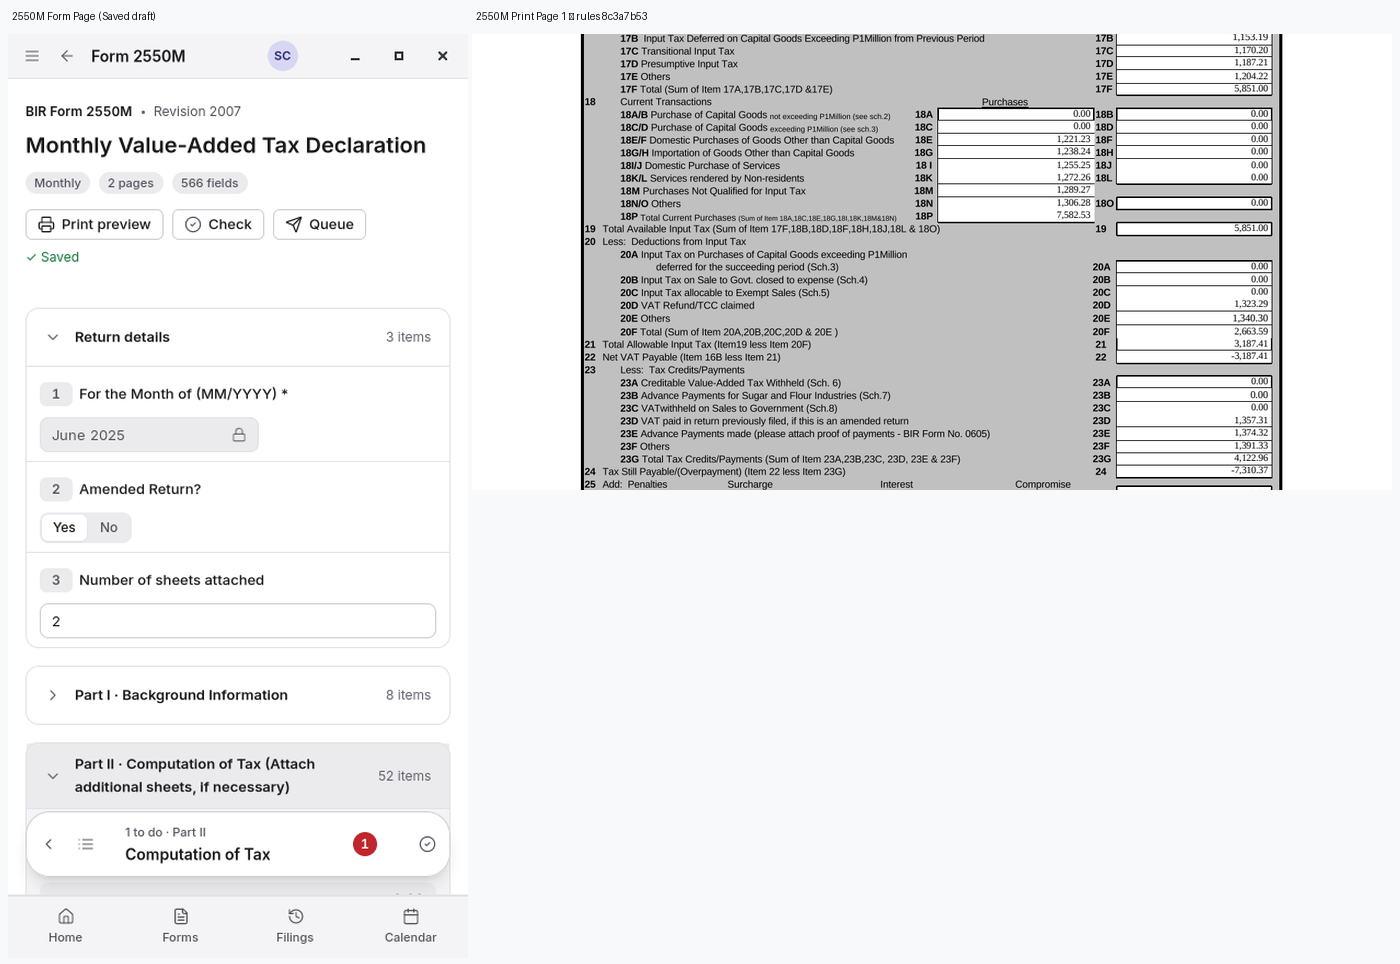 2550M Form Page (Saved draft)
Form 2550M
SC
BIR Form 2550M • Revision 2007
Monthly Value-Added Tax Declaration
Monthly 2 pages 566 fields
Print preview Check Queue
✓ Saved
Return details 3 items
1 For the Month of (MM/YYYY) *
June 2025
2 Amended Return?
Yes No
3 Number of sheets attached
2
Part I · Background Information 8 items
Part II · Computation of Tax (Attach
additional sheets, if necessary) 52 items
1 to do · Part II
Computation of Tax
1
Home Forms Filings Calendar
2550M Print Page 1 rules8c3a7b53
17B Input Tax Deferred on Capital Goods Exceeding P1Million from Previous Period 17B 1,153.19
17C Transitional Input Tax 17C 1,170.20
17D Presumptive Input Tax 17D 1,187.21
17E Others 17E 1,204.22
17F Total (Sum of Item 17A,17B,17C,17D &17E) 17F 5,851.00
18 Current Transactions Purchases
18A/B Purchase of Capital Goods not exceeding P1Million (see sch.2) 18A 0.00 18B 0.00
18C/D Purchase of Capital Goods exceeding P1Million (see sch.3) 18C 0.00 18D 0.00
18E/F Domestic Purchases of Goods Other than Capital Goods 18E 1,221.23 18F 0.00
18G/H Importation of Goods Other than Capital Goods 18G 1,238.24 18H 0.00
18I/J Domestic Purchase of Services 18 I 1,255.25 18J 0.00
18K/L Services rendered by Non-residents 18K 1,272.26 18L 0.00
18M Purchases Not Qualified for Input Tax 18M 1,289.27
18N/O Others 18N 1,306.28 18O 0.00
18P Total Current Purchases (Sum of Item 18A,18C,18E,18G,18I,18K,18M&18N) 18P 7,582.53
19 Total Available Input Tax (Sum of Item 17F,18B,18D,18F,18H,18J,18L & 18O) 19 5,851.00
20 Less: Deductions from Input Tax
20A Input Tax on Purchases of Capital Goods exceeding P1Million
deferred for the succeeding period (Sch.3) 20A 0.00
20B Input Tax on Sale to Govt. closed to expense (Sch.4) 20B 0.00
20C Input Tax allocable to Exempt Sales (Sch.5) 20C 0.00
20D VAT Refund/TCC claimed 20D 1,323.29
20E Others 20E 1,340.30
20F Total (Sum of Item 20A,20B,20C,20D & 20E ) 20F 2,663.59
21 Total Allowable Input Tax (Item19 less Item 20F) 21 3,187.41
22 Net VAT Payable (Item 16B less Item 21) 22 -3,187.41
23 Less: Tax Credits/Payments
23A Creditable Value-Added Tax Withheld (Sch. 6) 23A 0.00
23B Advance Payments for Sugar and Flour Industries (Sch.7) 23B 0.00
23C VATwithheld on Sales to Government (Sch.8) 23C 0.00
23D VAT paid in return previously filed, if this is an amended return 23D 1,357.31
23E Advance Payments made (please attach proof of payments - BIR Form No. 0605) 23E 1,374.32
23F Others 23F 1,391.33
23G Total Tax Credits/Payments (Sum of Item 23A,23B,23C, 23D, 23E & 23F) 23G 4,122.96
24 Tax Still Payable/(Overpayment) (Item 22 less Item 23G) 24 -7,310.37
25 Add: Penalties Surcharge Interest Compromise